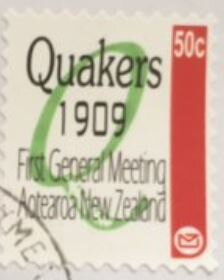 Quakers
50c
1909
First General Meeting
Aotearoa New Zealand